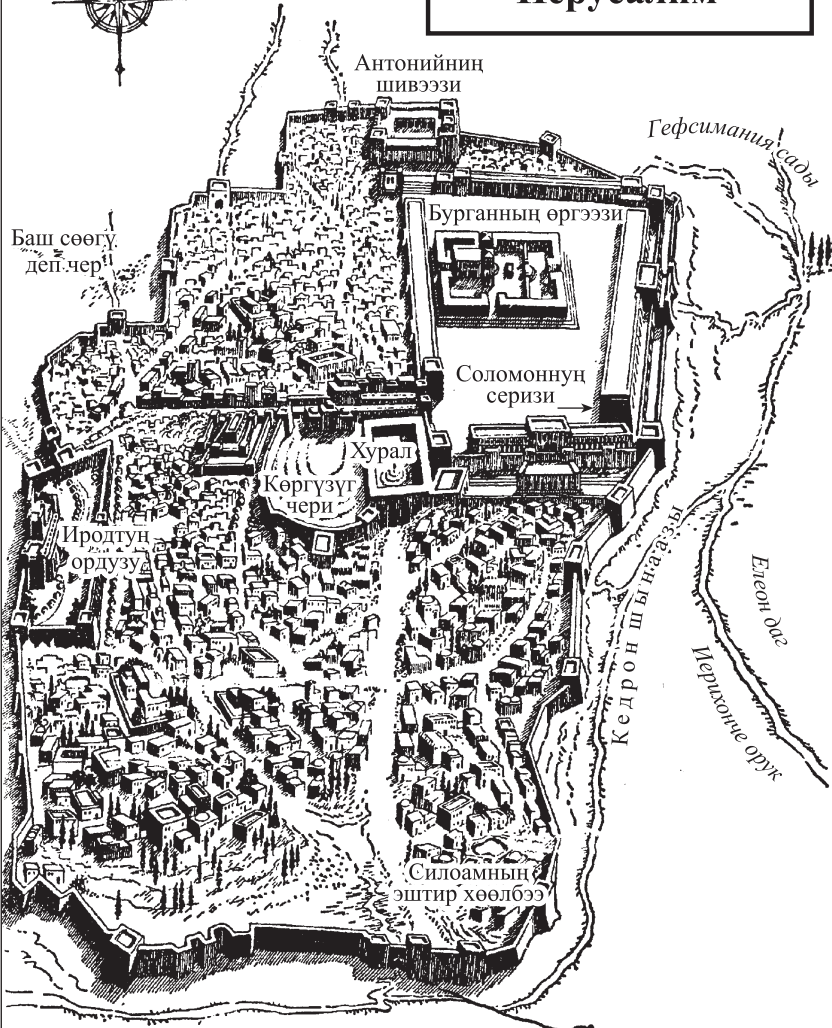 Иерусалим
Антонийниң
шивээзи
Гефсимания сады
Бурганның өргээзи
Баш сөөгү
деп чер
Соломоннуң
серизи
Хурал
Көргүзүг
чери
Иродтуң
ордузу
Кедрон шынаазы
Елеон даг
Иерихонче орук
Силоамның
эштир хөөлбээ